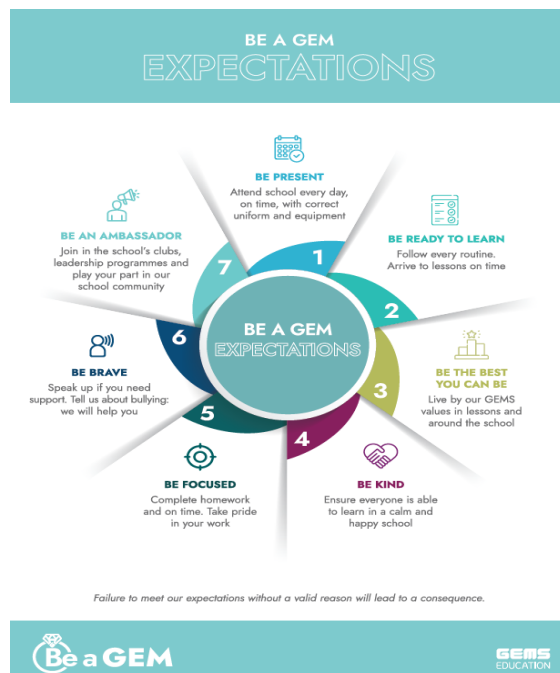 BE A GEM
EXPECTATIONS
BE PRESENT
Attend school every day,
on time, with correct
uniform and equipment
1
BE READY TO LEARN
Follow every routine.
Arrive to lessons on time
2
BE THE BEST
YOU CAN BE
Live by our GEMS
values in lessons and
around the school
3
BE KIND
Ensure everyone is able
to learn in a calm and
happy school
4
BE FOCUSED
Complete homework
and on time. Take pride
in your work
5
BE BRAVE
Speak up if you need
support. Tell us about bullying:
we will help you
6
BE AN AMBASSADOR
Join in the school's clubs,
leadership programmes and
play your part in our
school community
7
BE A GEM
EXPECTATIONS
Failure to meet our expectations without a valid reason will lead to a consequence.
Be a GEM
GEMS
EDUCATION